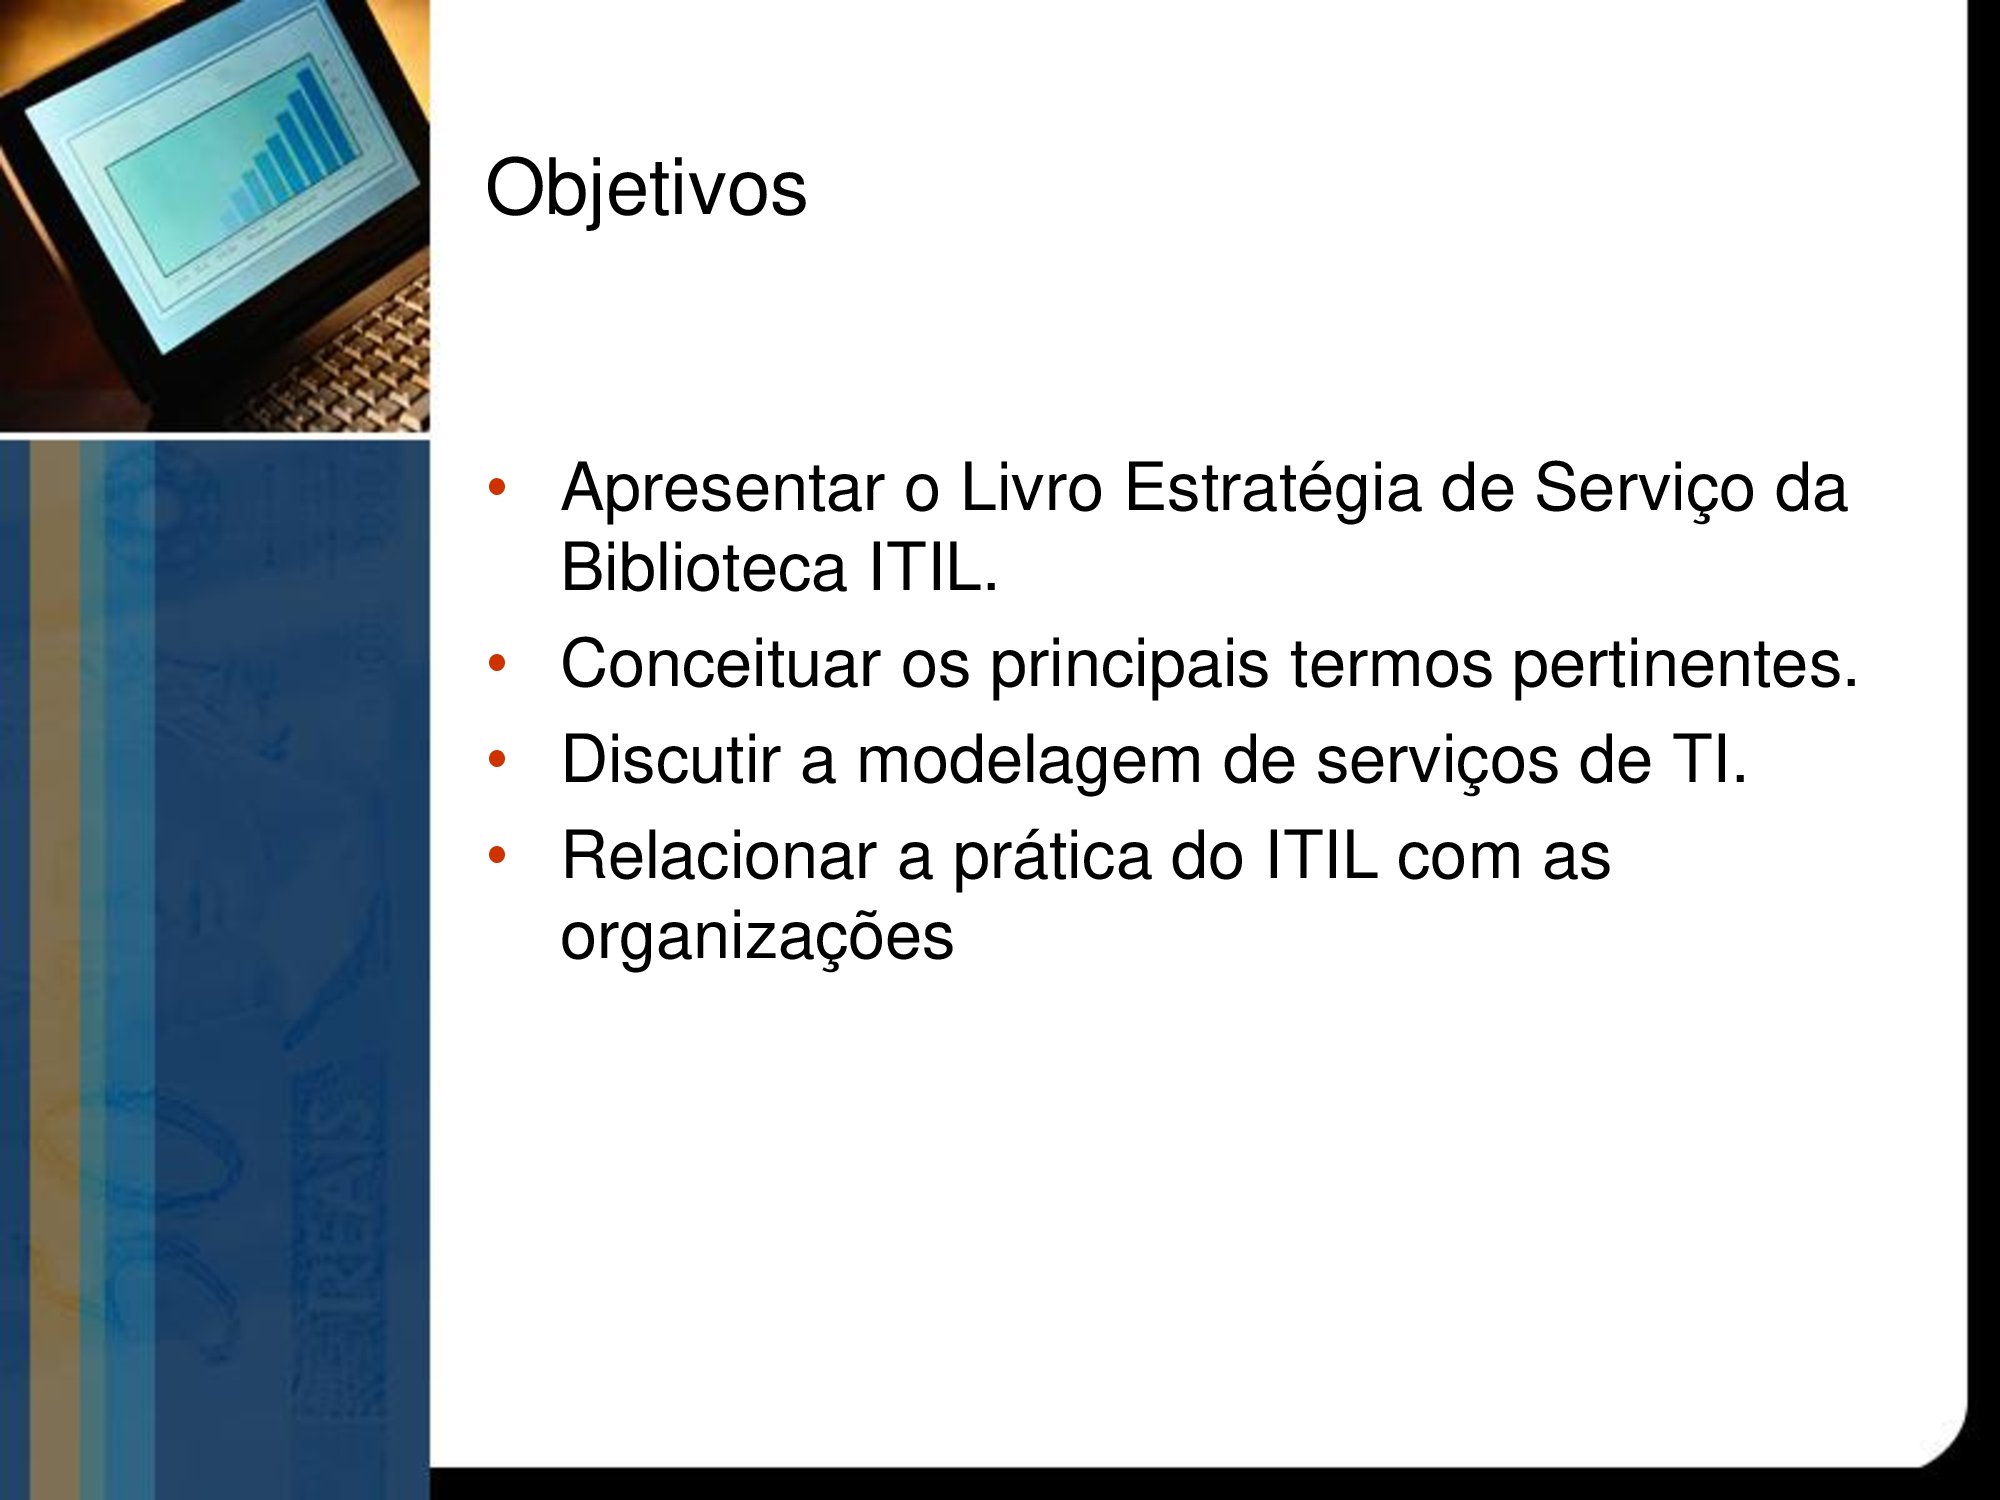 Objetivos
• Apresentar o Livro Estratégia de Serviço da
Biblioteca ITIL.
• Conceituar os principais termos pertinentes.
• Discutir a modelagem de serviços de TI.
• Relacionar a prática do ITIL com as
organizações
REAIS